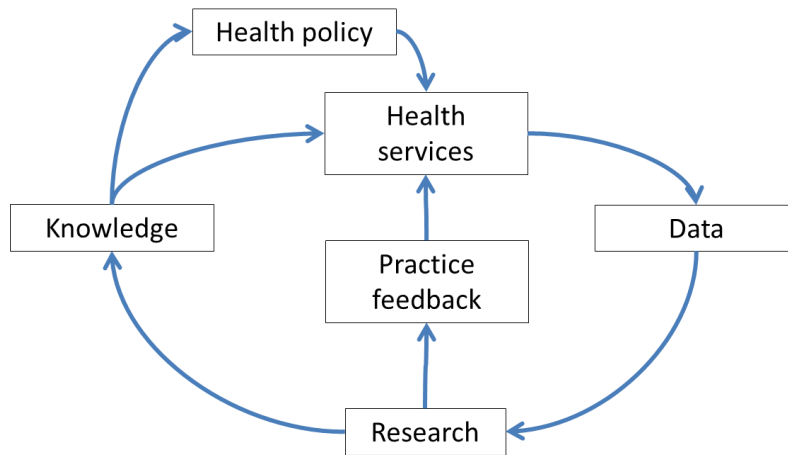 Health policy
Health
services
Knowledge
Data
Practice
feedback
Research